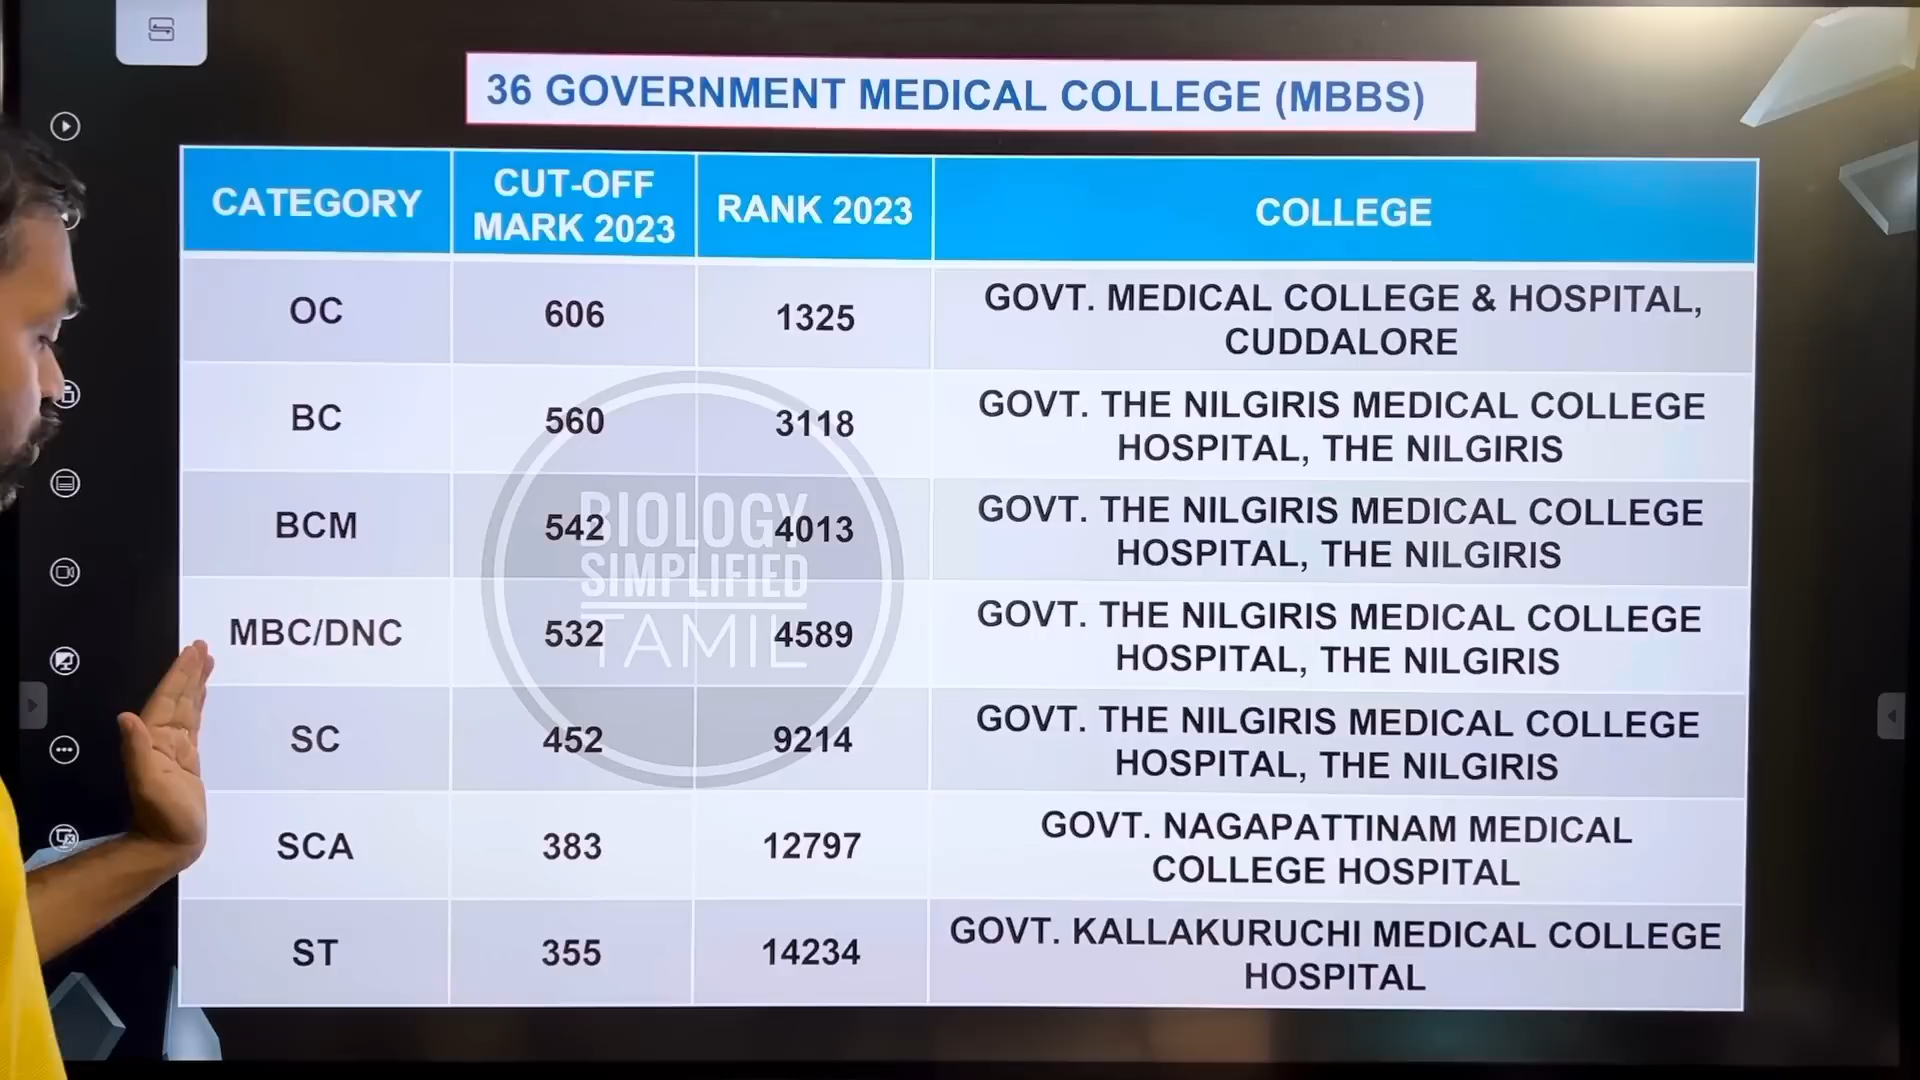 36 GOVERNMENT MEDICAL COLLEGE (MBBS)
CATEGORY
CUT-OFF
MARK 2023
RANK 2023
COLLEGE
OC
606
1325
GOVT. MEDICAL COLLEGE & HOSPITAL,
CUDDALORE
BC
560
3118
GOVT. THE NILGIRIS MEDICAL COLLEGE
HOSPITAL, THE NILGIRIS
BCM
542
4013
GOVT. THE NILGIRIS MEDICAL COLLEGE
HOSPITAL, THE NILGIRIS
MBC/DNC
532
4589
GOVT. THE NILGIRIS MEDICAL COLLEGE
HOSPITAL, THE NILGIRIS
SC
452
9214
GOVT. THE NILGIRIS MEDICAL COLLEGE
HOSPITAL, THE NILGIRIS
SCA
383
12797
GOVT. NAGAPATTINAM MEDICAL
COLLEGE HOSPITAL
ST
355
14234
GOVT. KALLAKURUCHI MEDICAL COLLEGE
HOSPITAL
BIOLOGY
SIMPLIFIED
TAMIL